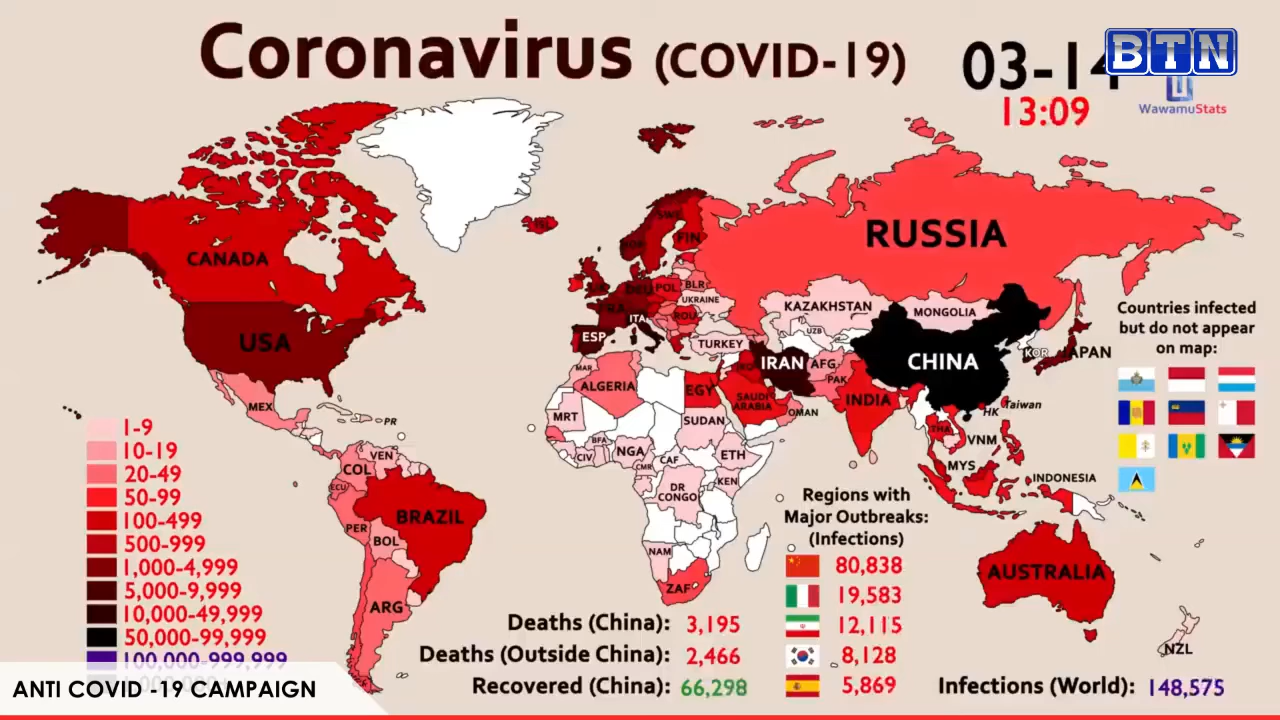 Coronavirus (COVID-19)
03-14
BTN
13:09
WawamuStats
CANADA
USA
MEX
PR
VEN
COL
ECU
PER
BRAZIL
BOL
ARG
ISL
SWE
FIN
POL
BLR
UKRAINE
FRA
ROU
ITA
ESP
TURKEY
RUSSIA
KAZAKHSTAN
MONGOLIA
UZB
CHINA
KOR
JAPAN
IRAN
AFG
PAK
INDIA
MAR
ALGERIA
EGY
SAUDI
ARABIA
OMAN
MRT
SUDAN
BFA
CIV
NGA
CMR
CAF
ETH
KEN
DR
CONGO
NAM
ZAF
HK
Taiwan
THA
VNM
MYS
INDONESIA
AUSTRALIA
NZL
Countries infected
but do not appear
on map:
1-9
10-19
20-49
50-99
100-499
500-999
1,000-4,999
5,000-9,999
10,000-49,999
50,000-99,999
100,000-999,999
Regions with
Major Outbreaks:
(Infections)
80,838
19,583
12,115
8,128
5,869
Deaths (China): 3,195
Deaths (Outside China): 2,466
Recovered (China): 66,298
Infections (World): 148,575
ANTI COVID -19 CAMPAIGN